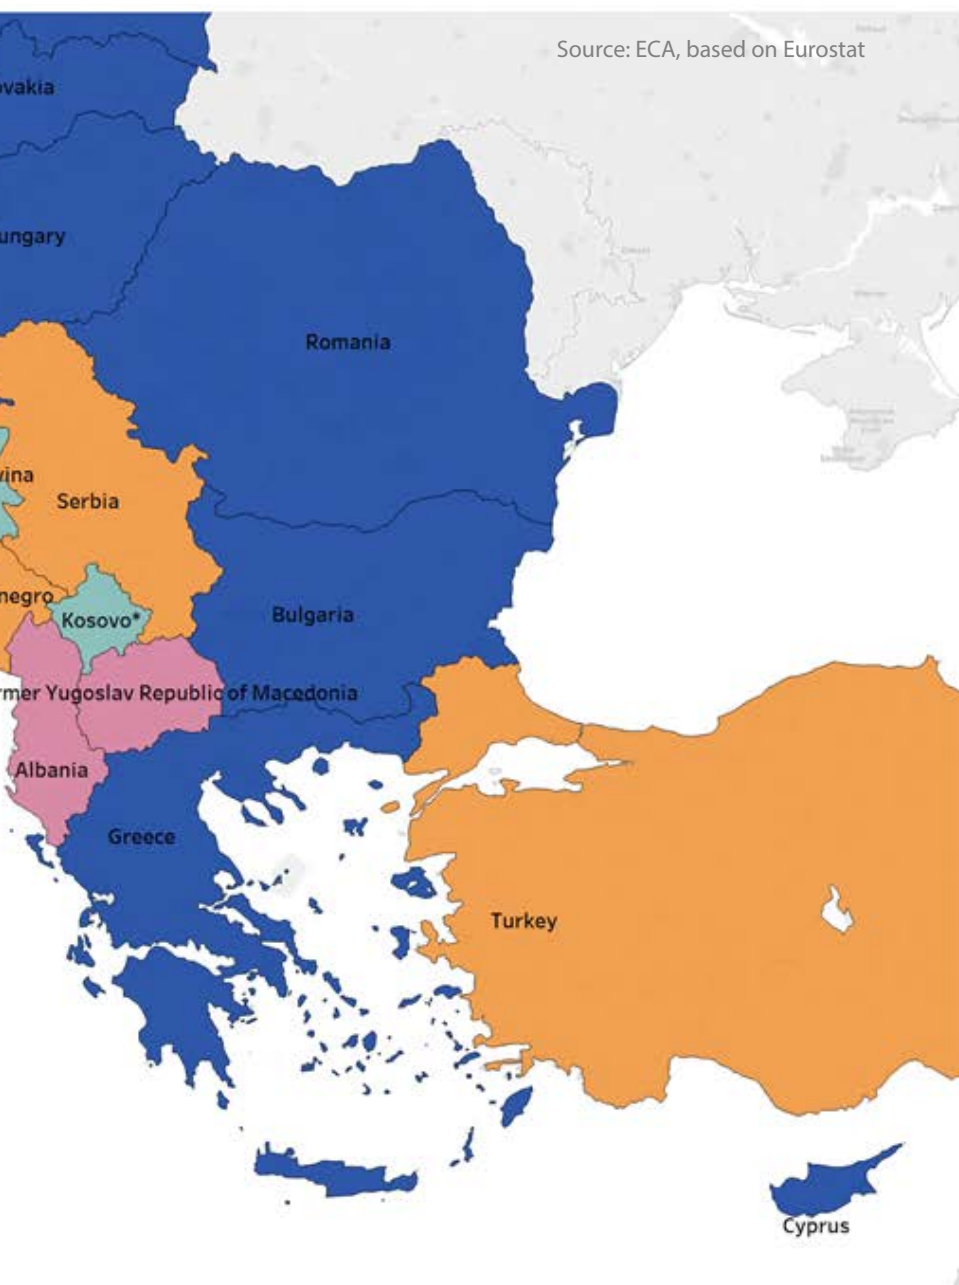 Source: ECA, based on Eurostat
vakia
ungary
Romania
vina
Serbia
negro
Kosovo*
Bulgaria
rmer Yugoslav Republic of Macedonia
Albania
Greece
Turkey
Cyprus